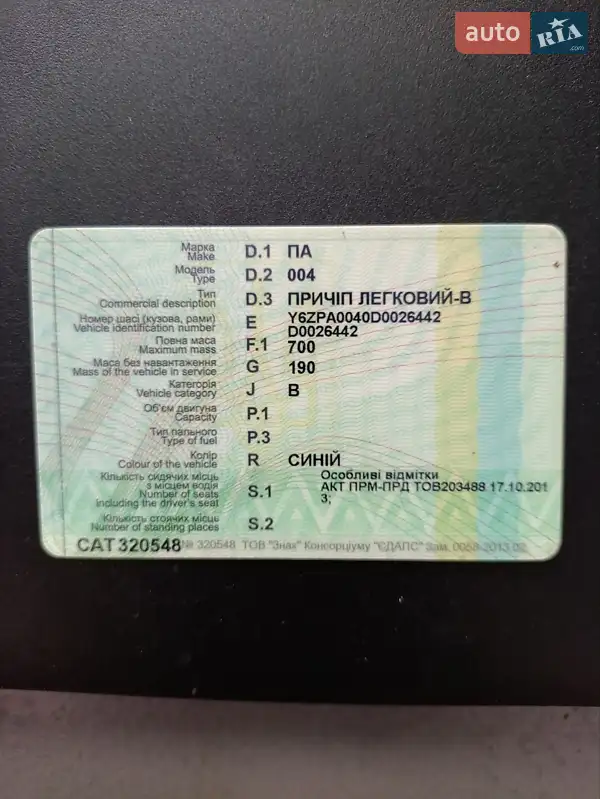 auto RIA .com
Марка D.1 ПА
Make
Модель D.2 004
Type
Тип D.3 ПРИЧІП ЛЕГКОВИЙ-В
Commercial description
Номер шасі (кузова, рами) E Y6ZPA0040D0026442
Vehicle identification number D0026442
Повна маса F.1 700
Maximum mass
Маса без навантаження G 190
Mass of the vehicle in service
Категорія J В
Vehicle category
Об'єм двигуна P.1
Capacity
Тип пального P.3
Type of fuel
Колір R СИНІЙ
Colour of the vehicle
Кількість сидячих місць Особливі відмітки
з місцем водія S.1 АКТ ПРМ-ПРД ТОВ203488 17.10.201
Number of seats 3;
including the driver's seat
Кількість стоячих місць S.2
Number of standing places
САТ 320548 № 320548 ТОВ "Знак" Консорціуму "ЄДАПС" Зам. 0058-2013 02